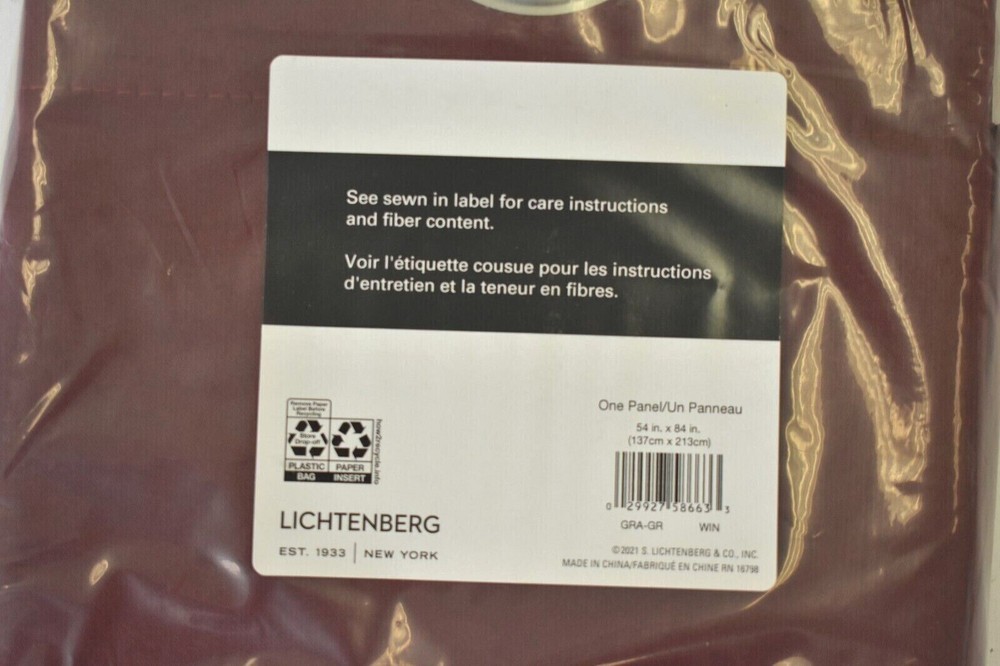 See sewn in label for care instructions
and fiber content.
Voir l'étiquette cousue pour les instructions
d'entretien et la teneur en fibres.
Remove Paper
Label Before
Recycling
Store
Drop-off
PLASTIC
BAG
PAPER
INSERT
how2recycle.info
One Panel/Un Panneau
54 in. x 84 in.
(137cm x 213cm)
0 29927 58663 3
GRA-GR WIN
LICHTENBERG
EST. 1933 | NEW YORK
©2021 S. LICHTENBERG & CO., INC.
MADE IN CHINA/FABRIQUÉ EN CHINE RN 16798